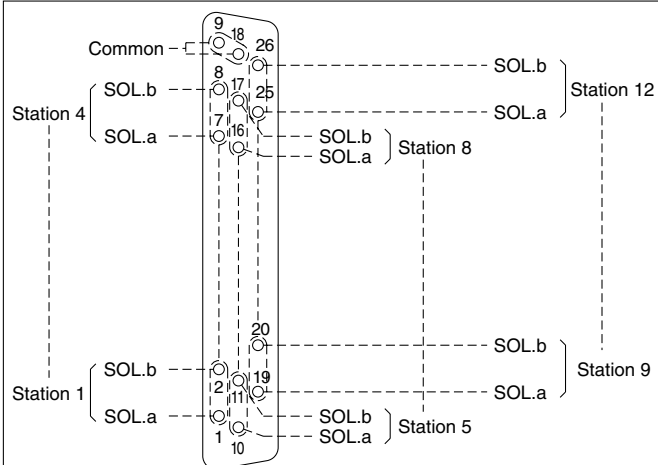 9
18
26
Common
SOL.b
8
17
SOL.b
25
Station 12
Station 4
SOL.a
7
16
SOL.b
SOL.a
SOL.a
Station 8
20
SOL.b
SOL.b
2
19
Station 9
Station 1
11
SOL.a
SOL.a
1
10
SOL.b
SOL.a
Station 5